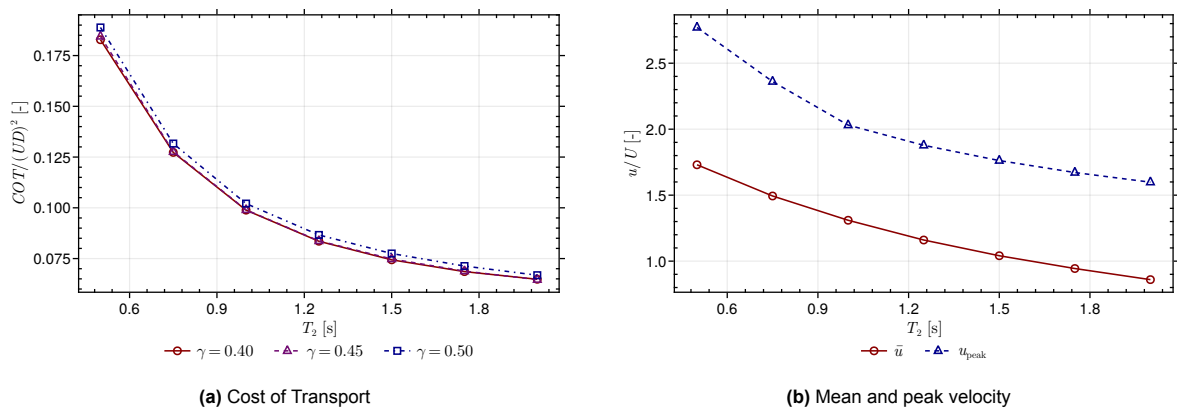 COT/(UD)² [-]
0.175
0.150
0.125
0.100
0.075
0.6 0.9 1.2 1.5 1.8
T₂ [s]
γ = 0.40 γ = 0.45 γ = 0.50
(a) Cost of Transport
u/U [-]
2.5
2.0
1.5
1.0
0.6 0.9 1.2 1.5 1.8
T₂ [s]
ū u_peak
(b) Mean and peak velocity